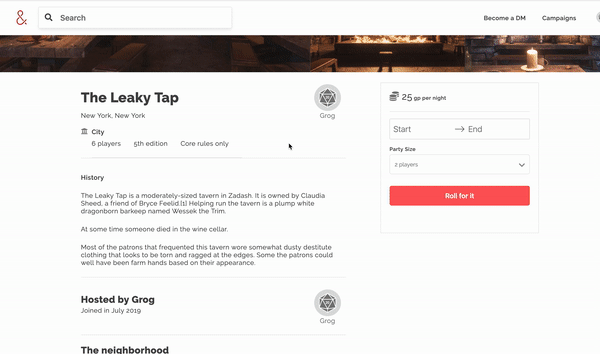 &.
Search
Become a DM
Campaigns
The Leaky Tap
New York, New York
Grog
City
6 players 5th edition Core rules only
History
The Leaky Tap is a moderately-sized tavern in Zadash. It is owned by Claudia
Sheed, a friend of Bryce Feelid.[1] Helping run the tavern is a plump white
dragonborn barkeep named Wessek the Trim.
At some time someone died in the wine cellar.
Most of the patrons that frequented this tavern wore somewhat dusty destitute
clothing that looks to be torn and ragged at the edges. Some the patrons could
well have been farm hands based on their appearance.
Hosted by Grog
Joined in July 2019
Grog
The neighborhood
25 gp per night
Start → End
Party Size
2 players
Roll for it